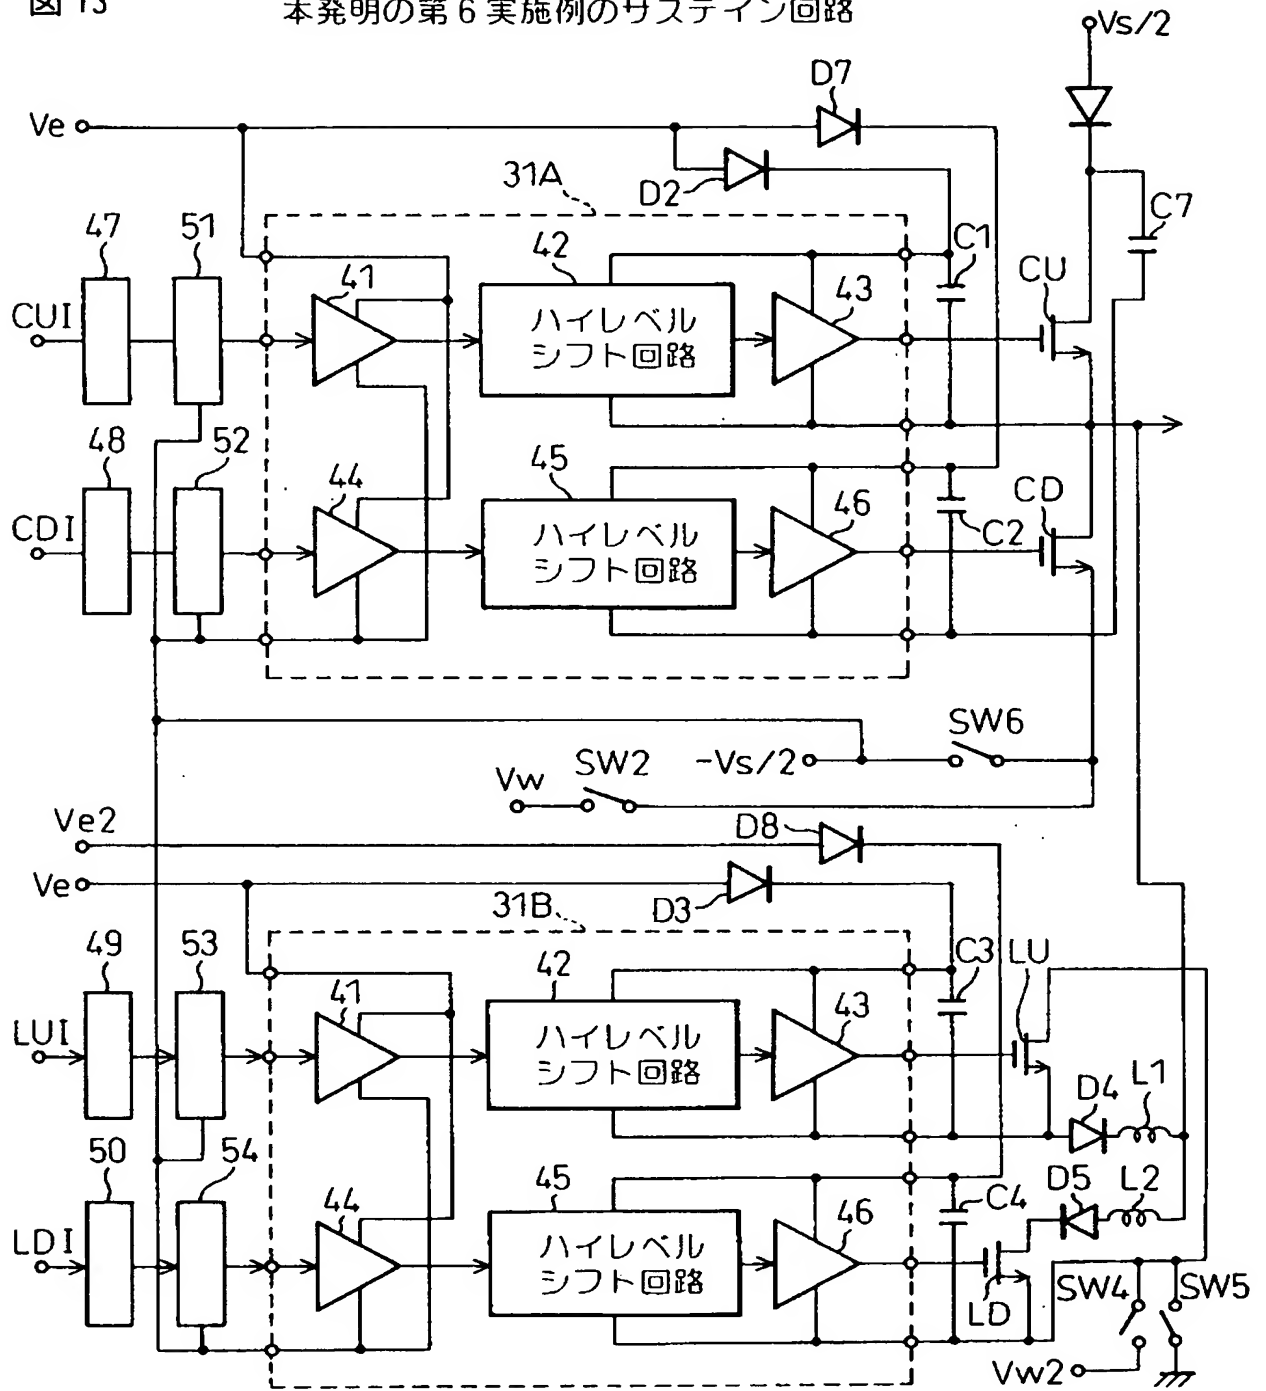 図 13
本発明の第6実施例のサステイン回路
Vs/2
D7
Ve
31A
D2
47
51
42
C1
C7
41
43
CU
CUI
ハイレベル
シフト回路
48
52
45
CD
44
46
CDI
ハイレベル
シフト回路
C2
SW6
-Vs/2
Vw
SW2
Ve2
D8
Ve
31B
D3
49
53
42
C3
LU
41
43
LUI
ハイレベル
シフト回路
D4
L1
50
54
45
D5
L2
44
46
C4
LDI
ハイレベル
シフト回路
LD
SW4
SW5
Vw2